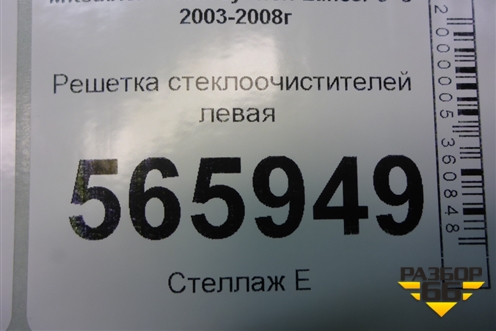 2003-2008г
Решетка стеклоочистителей
левая
565949
Стеллаж Е
2000005360848
РАЗБОР
66